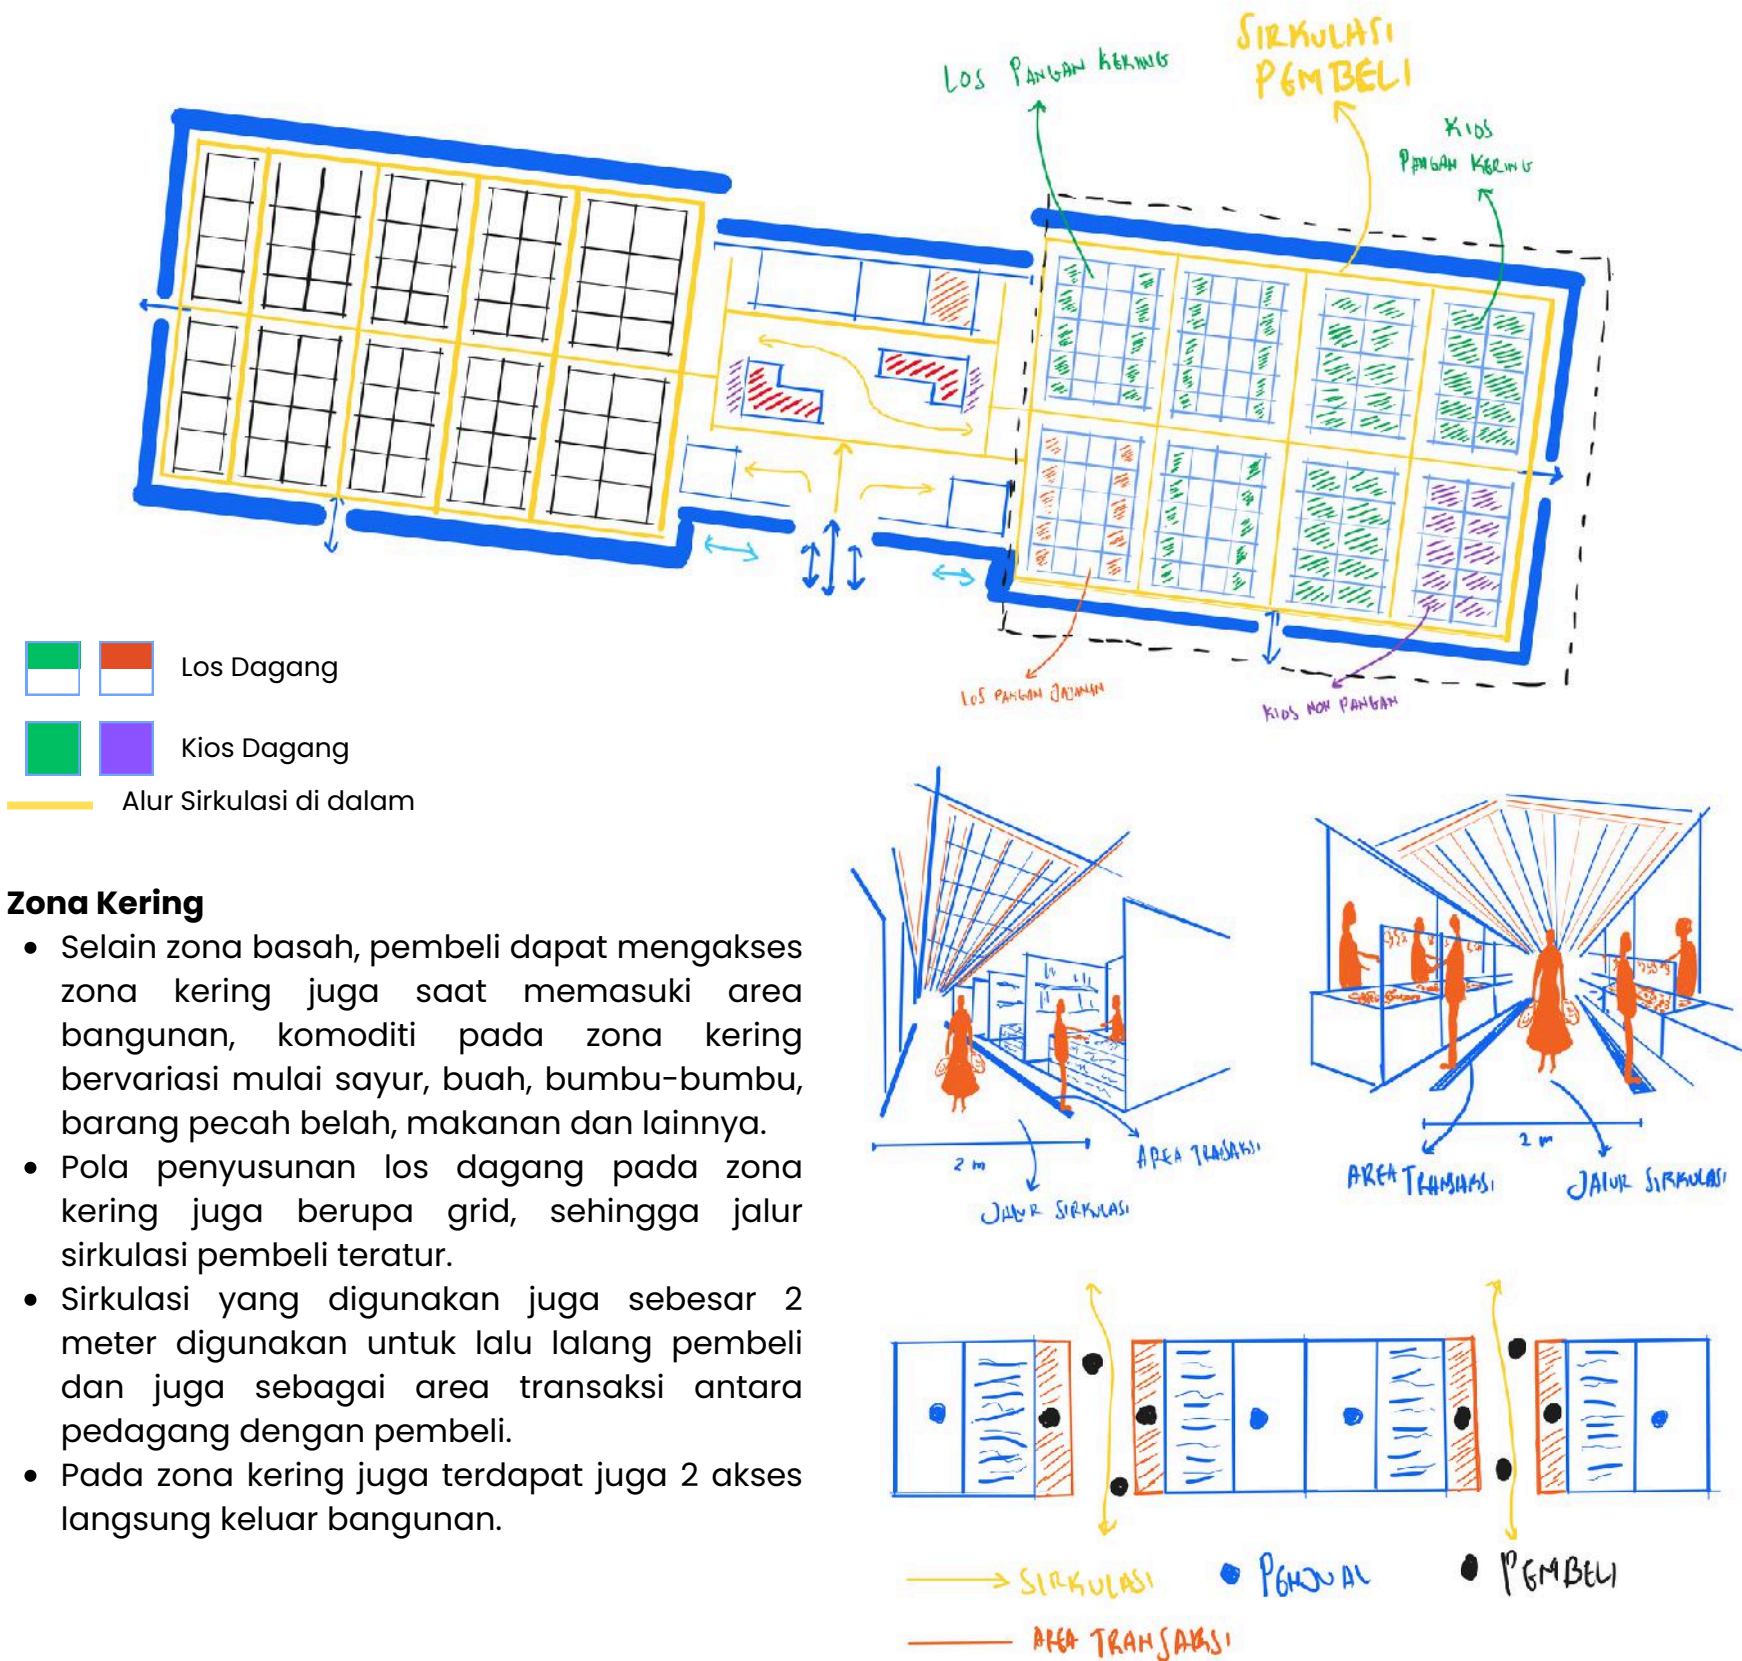 SIRKULASI
PEMBELI
LOS PANGAN KERING
KIOS
PANGAN KERING
LOS PANGAN JAJANAN
KIOS NON PANGAN
Los Dagang
Kios Dagang
Alur Sirkulasi di dalam
Zona Kering
• Selain zona basah, pembeli dapat mengakses
zona kering juga saat memasuki area
bangunan, komoditi pada zona kering
bervariasi mulai sayur, buah, bumbu-bumbu,
barang pecah belah, makanan dan lainnya.
• Pola penyusunan los dagang pada zona
kering juga berupa grid, sehingga jalur
sirkulasi pembeli teratur.
• Sirkulasi yang digunakan juga sebesar 2
meter digunakan untuk lalu lalang pembeli
dan juga sebagai area transaksi antara
pedagang dengan pembeli.
• Pada zona kering juga terdapat juga 2 akses
langsung keluar bangunan.
2 m
AREA TRANSAKSI
JALUR SIRKULASI
2 m
AREA TRANSAKSI
JALUR SIRKULASI
SIRKULASI
PENJUAL
PEMBELI
AREA TRANSAKSI